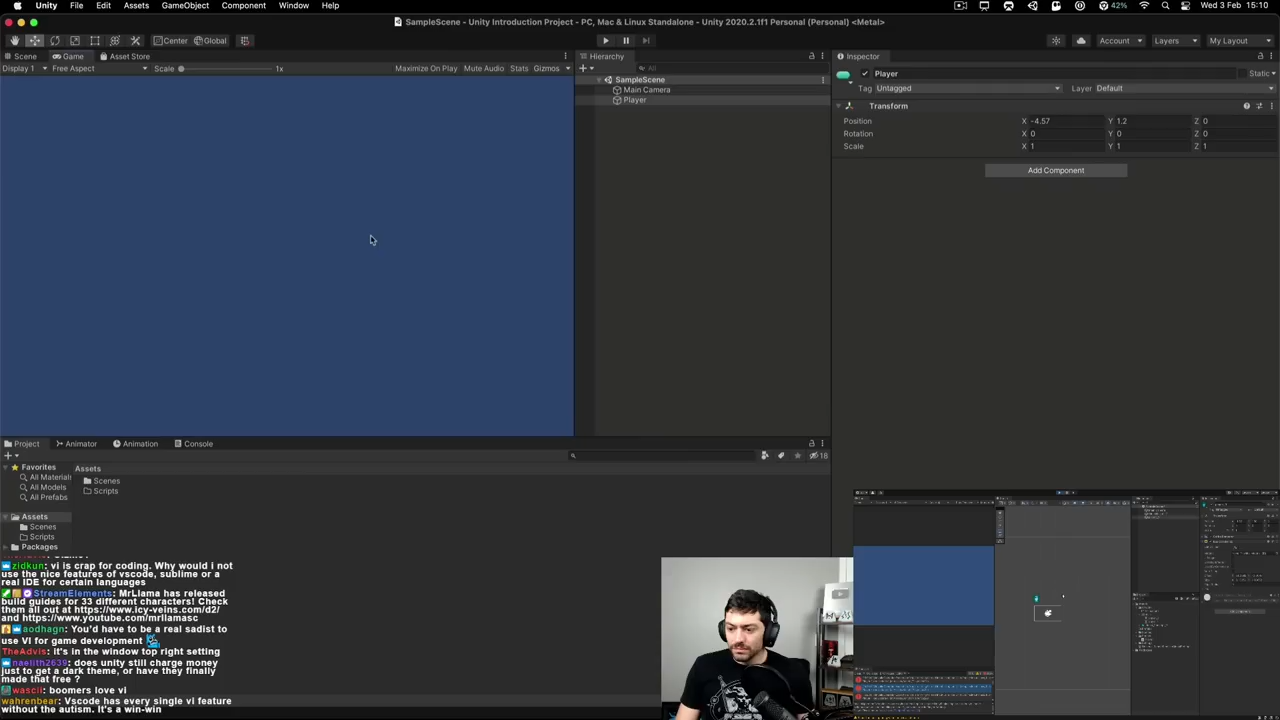 Unity File Edit Assets GameObject Component Window Help 42% Wed 3 Feb 15:10
SampleScene - Unity Introduction Project - PC, Mac & Linux Standalone - Unity 2020.2.1f1 Personal (Personal) <Metal>
Center Global Account Layers My Layout
Scene Game Asset Store
Display 1 Free Aspect Scale 1x Maximize On Play Mute Audio Stats Gizmos
Hierarchy
All
SampleScene
Main Camera
Player
Inspector
Player Static
Tag Untagged Layer Default
Transform
Position X -4.57 Y 1.2 Z 0
Rotation X 0 Y 0 Z 0
Scale X 1 Y 1 Z 1
Add Component
Project Animator Animation Console
18
Favorites
All Materials
All Models
All Prefabs
Assets
Scenes
Scripts
Packages
Assets
Scenes
Scripts
zidkun: vi is crap for coding. Why would i not
use the nice features of vscode, sublime or a
real IDE for certain languages
StreamElements: MrLlama has released
build guides for 33 different characters! Check
them all out at https://www.icy-veins.com/d2/
and https://www.youtube.com/mrllamasc
aodhagn: You'd have to be a real sadist to
use VI for game development
TheAdvis: it's in the window top right setting
naelith2639: does unity still charge money
just to get a dark theme, or have they finally
made that free ?
wascii: boomers love vi
wahrenbear: Vscode has every single vi feature
without the autism. It's a win-win